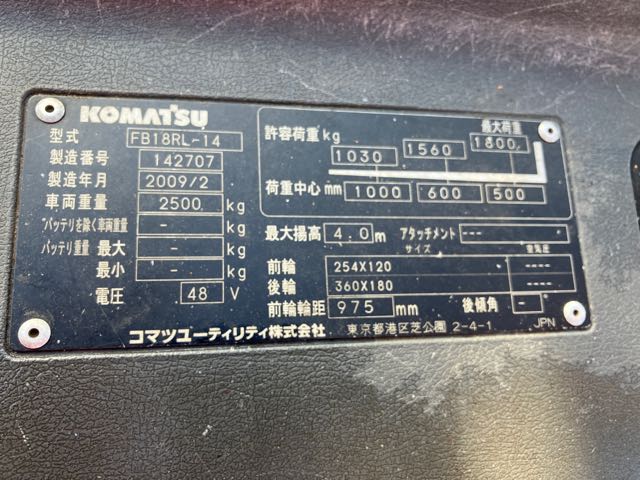 KOMATSU
型式 FB18RL-14
製造番号 142707
製造年月 2009/2
車両重量 2500 kg
バッテリを除く車両重量 - kg
バッテリ重量 最大 - kg
最小 - kg
電圧 48 V
最大荷重
許容荷重 kg 1030 1560 1800
荷重中心 mm 1000 600 500
最大揚高 4.0 m アタッチメント ---
サイズ
前輪 254X120 ----
後輪 360X180 ----
前輪輪距 975 mm 後傾角 - °
コマツユーティリティ株式会社 東京都港区芝公園 2-4-1 JPN